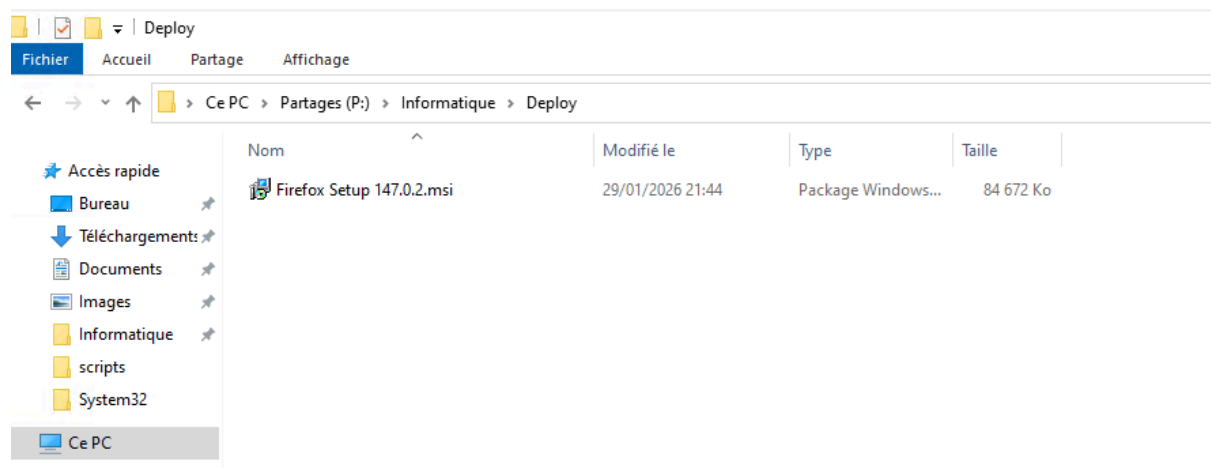 Deploy
Fichier Accueil Partage Affichage
Ce PC > Partages (P:) > Informatique > Deploy
Nom Modifié le Type Taille
Accès rapide
Firefox Setup 147.0.2.msi 29/01/2026 21:44 Package Windows... 84 672 Ko
Bureau
Téléchargements
Documents
Images
Informatique
scripts
System32
Ce PC